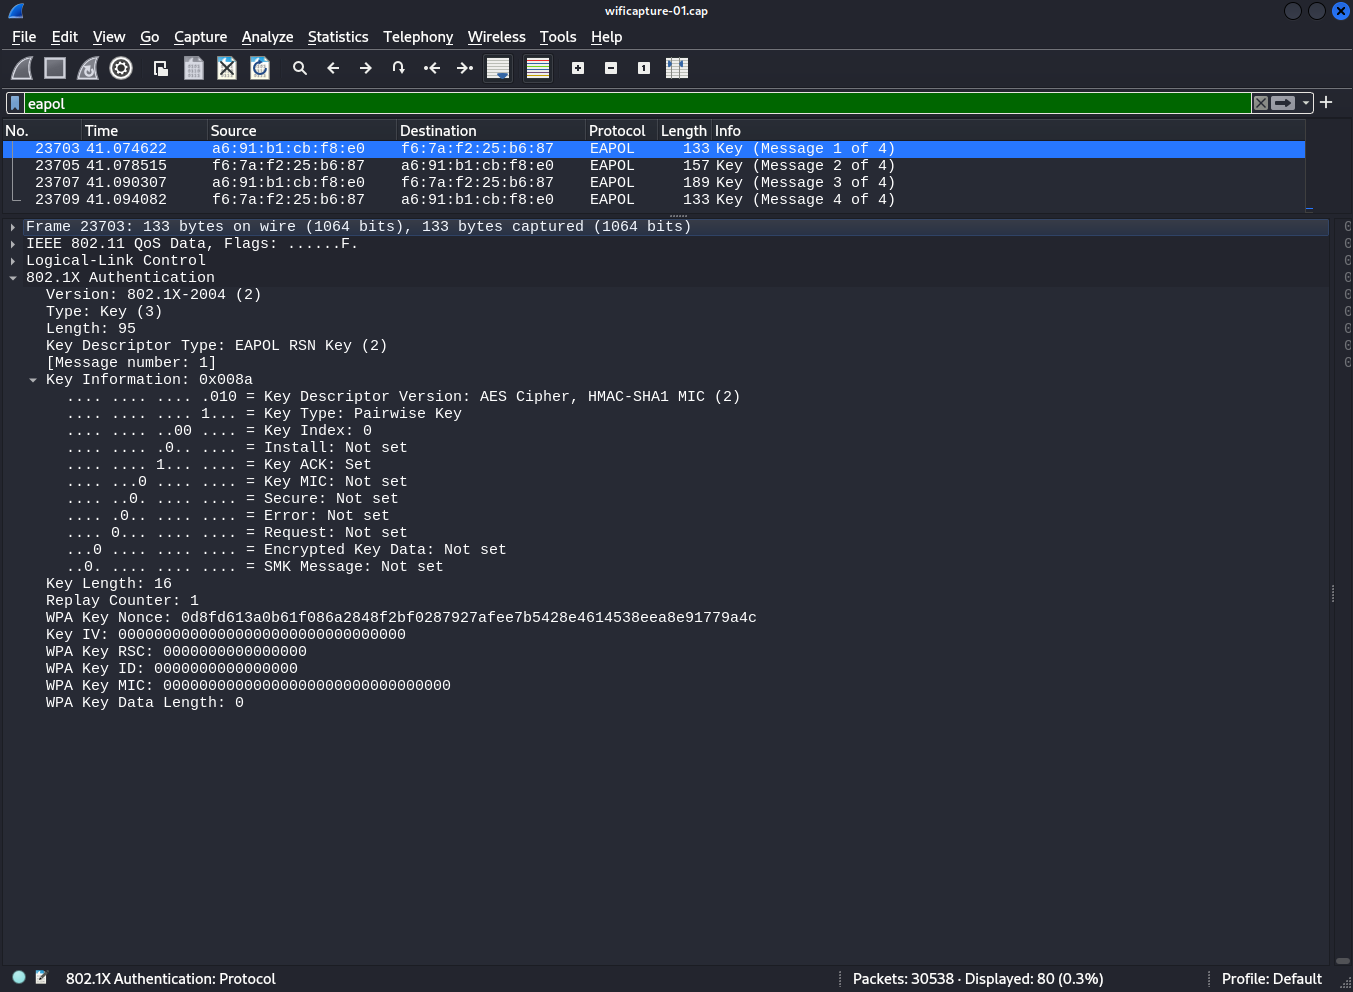 wificapture-01.cap
File Edit View Go Capture Analyze Statistics Telephony Wireless Tools Help
eapol
No. Time Source Destination Protocol Length Info
23703 41.074622 a6:91:b1:cb:f8:e0 f6:7a:f2:25:b6:87 EAPOL 133 Key (Message 1 of 4)
23705 41.078515 f6:7a:f2:25:b6:87 a6:91:b1:cb:f8:e0 EAPOL 157 Key (Message 2 of 4)
23707 41.090307 a6:91:b1:cb:f8:e0 f6:7a:f2:25:b6:87 EAPOL 189 Key (Message 3 of 4)
23709 41.094082 f6:7a:f2:25:b6:87 a6:91:b1:cb:f8:e0 EAPOL 133 Key (Message 4 of 4)
Frame 23703: 133 bytes on wire (1064 bits), 133 bytes captured (1064 bits)
IEEE 802.11 QoS Data, Flags: ......F.
Logical-Link Control
802.1X Authentication
Version: 802.1X-2004 (2)
Type: Key (3)
Length: 95
Key Descriptor Type: EAPOL RSN Key (2)
[Message number: 1]
Key Information: 0x008a
.... .... .... .010 = Key Descriptor Version: AES Cipher, HMAC-SHA1 MIC (2)
.... .... .... 1... = Key Type: Pairwise Key
.... .... ..00 .... = Key Index: 0
.... .... .0.. .... = Install: Not set
.... .... 1... .... = Key ACK: Set
.... ...0 .... .... = Key MIC: Not set
.... ..0. .... .... = Secure: Not set
.... .0.. .... .... = Error: Not set
.... 0... .... .... = Request: Not set
...0 .... .... .... = Encrypted Key Data: Not set
..0. .... .... .... = SMK Message: Not set
Key Length: 16
Replay Counter: 1
WPA Key Nonce: 0d8fd613a0b61f086a2848f2bf0287927afee7b5428e4614538eea8e91779a4c
Key IV: 00000000000000000000000000000000
WPA Key RSC: 0000000000000000
WPA Key ID: 0000000000000000
WPA Key MIC: 00000000000000000000000000000000
WPA Key Data Length: 0
802.1X Authentication: Protocol
Packets: 30538 · Displayed: 80 (0.3%)
Profile: Default